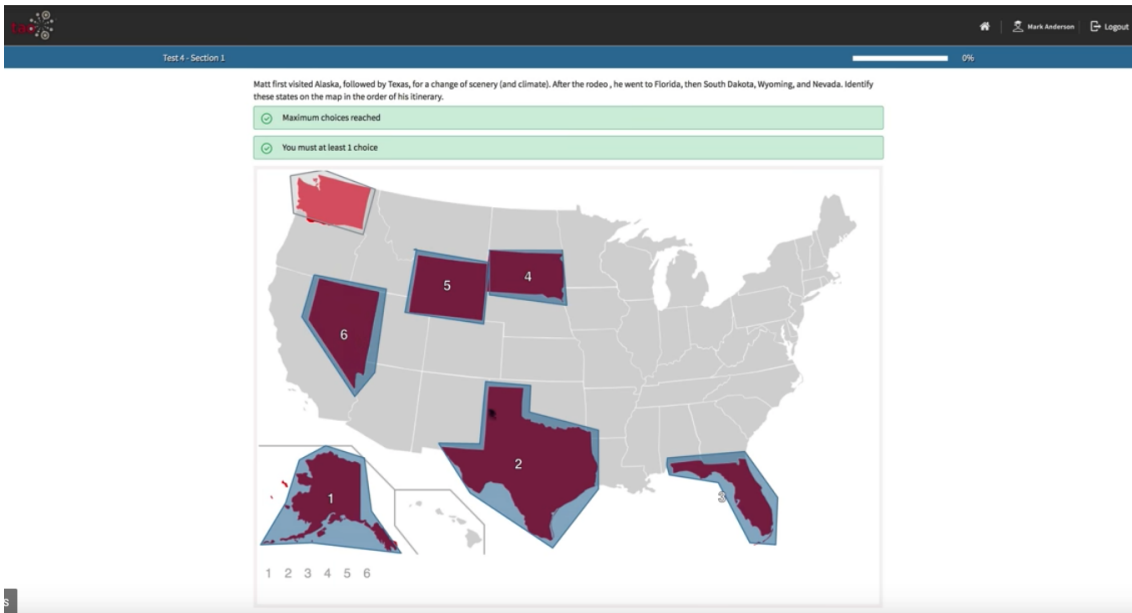 tao
Mark Anderson
Logout
Test 4 - Section 1
0%
Matt first visited Alaska, followed by Texas, for a change of scenery (and climate). After the rodeo , he went to Florida, then South Dakota, Wyoming, and Nevada. Identify
these states on the map in the order of his itinerary.
Maximum choices reached
You must at least 1 choice
4
5
6
2
1
3
1 2 3 4 5 6
s